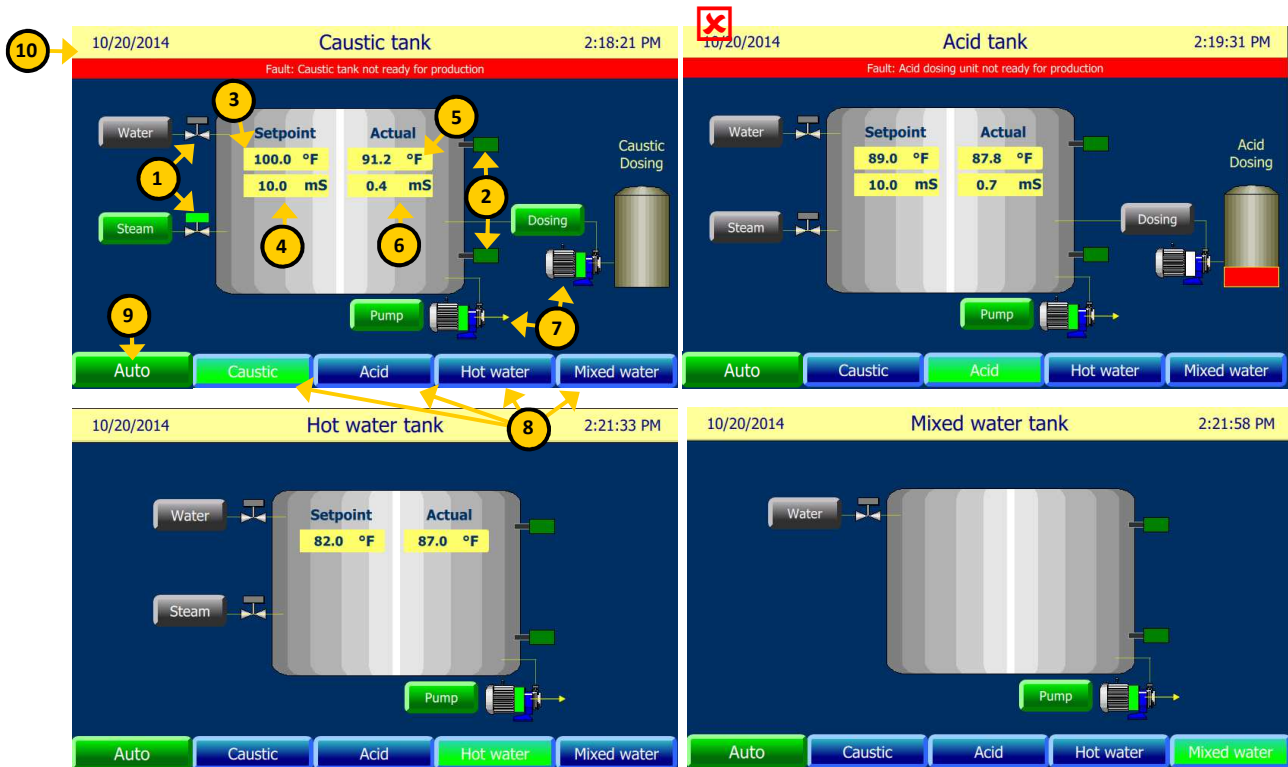 10/20/2014 Caustic tank 2:18:21 PM
Fault: Caustic tank not ready for production
10
3
5
Water
Setpoint Actual
100.0 °F 91.2 °F
10.0 mS 0.4 mS
1
2
Caustic
Dosing
Steam
4
6
Dosing
9
Pump
7
Auto Caustic Acid Hot water Mixed water
10/20/2014 Acid tank 2:19:31 PM
Fault: Acid dosing unit not ready for production
Water
Setpoint Actual
89.0 °F 87.8 °F
10.0 mS 0.7 mS
Acid
Dosing
Steam
Dosing
Pump
Auto Caustic Acid Hot water Mixed water
8
10/20/2014 Hot water tank 2:21:33 PM
Water
Setpoint Actual
82.0 °F 87.0 °F
Steam
Pump
Auto Caustic Acid Hot water Mixed water
10/20/2014 Mixed water tank 2:21:58 PM
Water
Pump
Auto Caustic Acid Hot water Mixed water